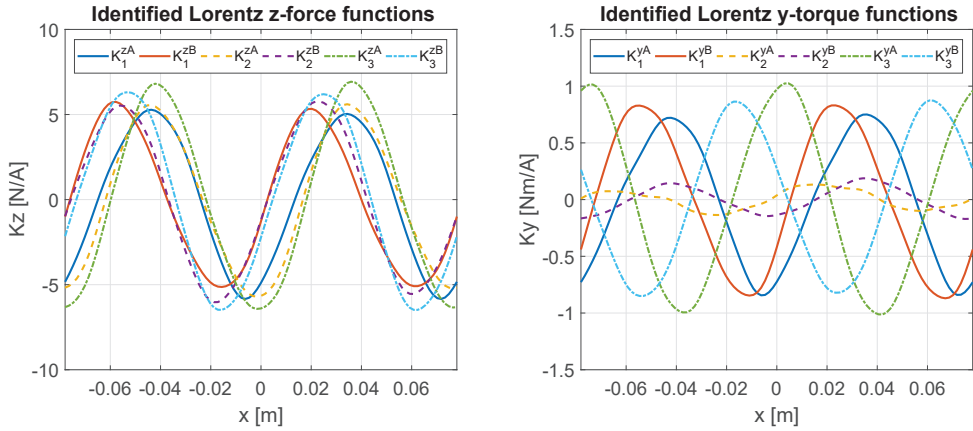 Identified Lorentz z-force functions
K₁ᶻᴬ K₁ᶻᴮ K₂ᶻᴬ K₂ᶻᴮ K₃ᶻᴬ K₃ᶻᴮ
10
5
0
-5
-10
Kz [N/A]
-0.06 -0.04 -0.02 0 0.02 0.04 0.06
x [m]
Identified Lorentz y-torque functions
K₁ʸᴬ K₁ʸᴮ K₂ʸᴬ K₂ʸᴮ K₃ʸᴬ K₃ʸᴮ
1.5
1
0.5
0
-0.5
-1
-1.5
Ky [Nm/A]
-0.06 -0.04 -0.02 0 0.02 0.04 0.06
x [m]